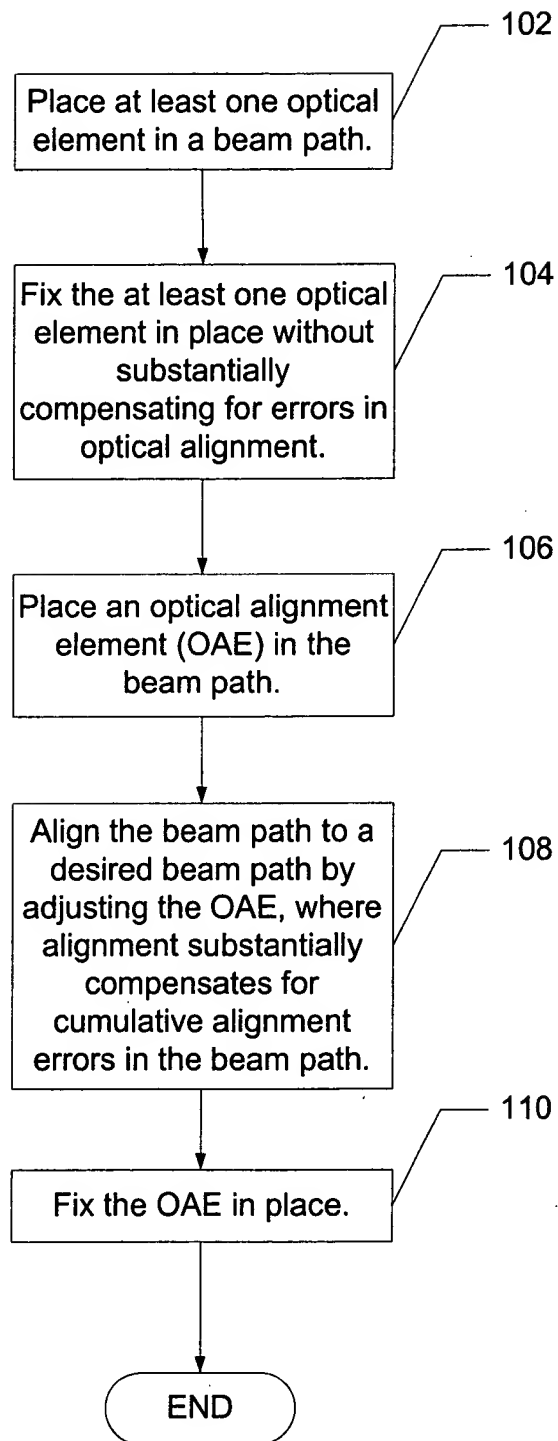 102
Place at least one optical
element in a beam path.
104
Fix the at least one optical
element in place without
substantially
compensating for errors in
optical alignment.
106
Place an optical alignment
element (OAE) in the
beam path.
108
Align the beam path to a
desired beam path by
adjusting the OAE, where
alignment substantially
compensates for
cumulative alignment
errors in the beam path.
110
Fix the OAE in place.
END